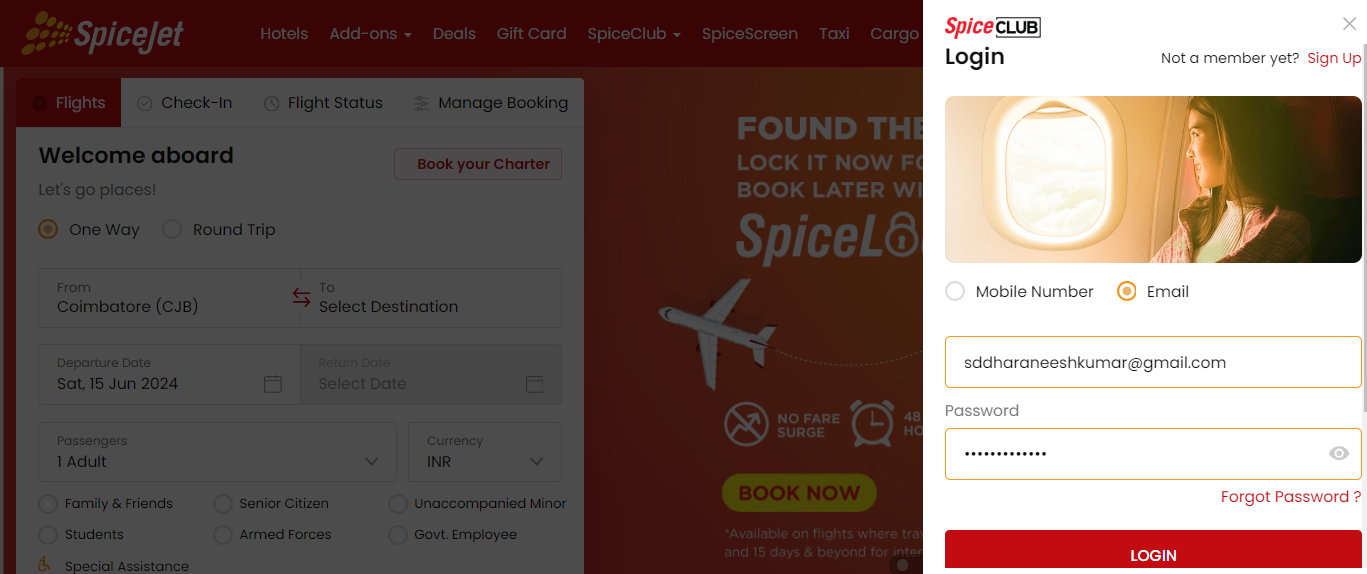 SpiceJet
Hotels Add-ons Deals Gift Card SpiceClub SpiceScreen Taxi Cargo
Flights Check-In Flight Status Manage Booking
Welcome aboard
Book your Charter
Let's go places!
One Way Round Trip
From
Coimbatore (CJB)
To
Select Destination
Departure Date
Sat, 15 Jun 2024
Return Date
Select Date
Passengers
1 Adult
Currency
INR
Family & Friends Senior Citizen Unaccompanied Minor
Students Armed Forces Govt. Employee
Special Assistance
FOUND THE
LOCK IT NOW FO
BOOK LATER WI
SpiceLo
NO FARE
SURGE
48
HO
BOOK NOW
*Available on flights where trav
and 15 days & beyond for inter
SpiceCLUB
Login
Not a member yet? Sign Up
Mobile Number Email
sddharaneeshkumar@gmail.com
Password
•••••••••••••
Forgot Password ?
LOGIN